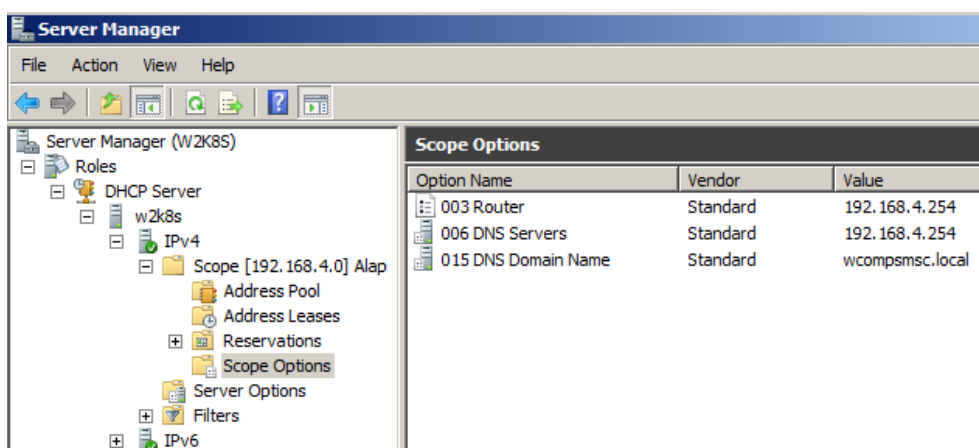 Server Manager
File Action View Help
Server Manager (W2K8S)
Roles
DHCP Server
w2k8s
IPv4
Scope [192.168.4.0] Alap
Address Pool
Address Leases
Reservations
Scope Options
Server Options
Filters
IPv6
Scope Options
Option Name Vendor Value
003 Router Standard 192.168.4.254
006 DNS Servers Standard 192.168.4.254
015 DNS Domain Name Standard wcompsmsc.local